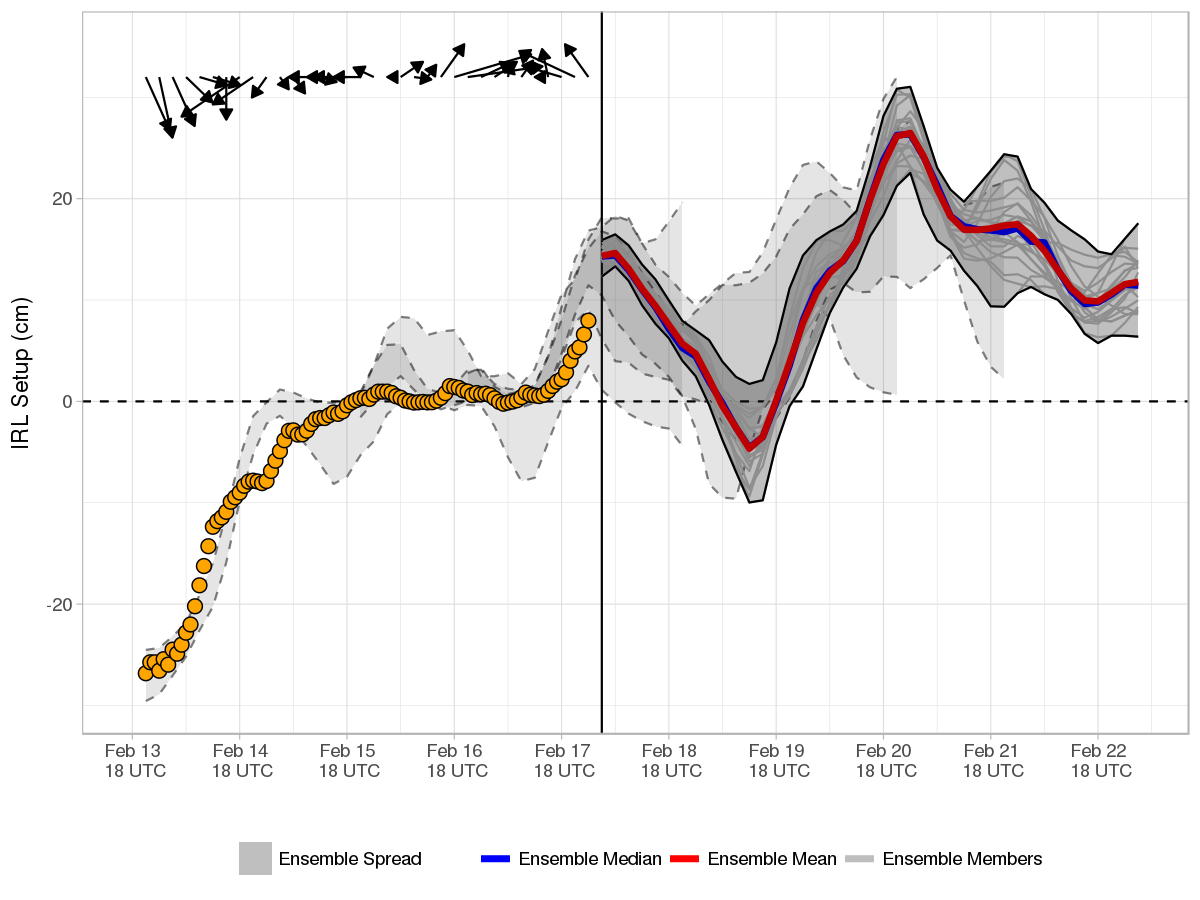 IRL Setup (cm)
20
0
-20
Feb 13 Feb 14 Feb 15 Feb 16 Feb 17 Feb 18 Feb 19 Feb 20 Feb 21 Feb 22
18 UTC 18 UTC 18 UTC 18 UTC 18 UTC 18 UTC 18 UTC 18 UTC 18 UTC 18 UTC
Ensemble Spread Ensemble Median Ensemble Mean Ensemble Members